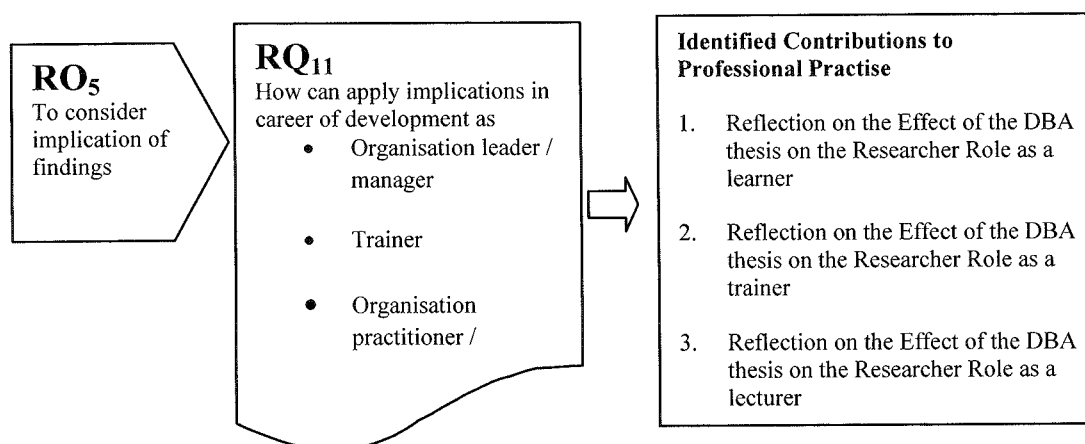 RO5
To consider
implication of
findings
RQ11
How can apply implications in
career of development as
• Organisation leader /
manager
• Trainer
• Organisation
practitioner /
Identified Contributions to
Professional Practise
1. Reflection on the Effect of the DBA
thesis on the Researcher Role as a
learner
2. Reflection on the Effect of the DBA
thesis on the Researcher Role as a
trainer
3. Reflection on the Effect of the DBA
thesis on the Researcher Role as a
lecturer